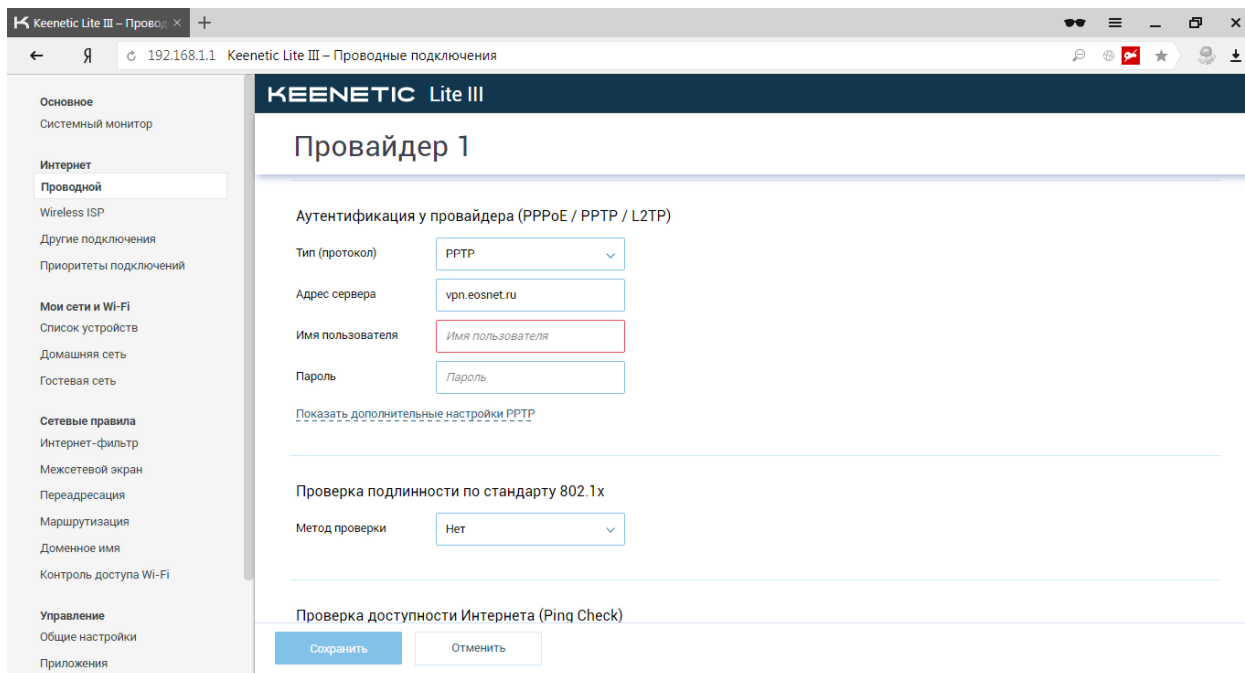 Keenetic Lite III – Провод
Я 192.168.1.1 Keenetic Lite III – Проводные подключения
Основное
Системный монитор
Интернет
Проводной
Wireless ISP
Другие подключения
Приоритеты подключений
Мои сети и Wi-Fi
Список устройств
Домашняя сеть
Гостевая сеть
Сетевые правила
Интернет-фильтр
Межсетевой экран
Переадресация
Маршрутизация
Доменное имя
Контроль доступа Wi-Fi
Управление
Общие настройки
Приложения
KEENETIC Lite III
Провайдер 1
Аутентификация у провайдера (PPPoE / PPTP / L2TP)
Тип (протокол) PPTP
Адрес сервера vpn.eosnet.ru
Имя пользователя Имя пользователя
Пароль Пароль
Показать дополнительные настройки PPTP
Проверка подлинности по стандарту 802.1x
Метод проверки Нет
Проверка доступности Интернета (Ping Check)
Сохранить Отменить